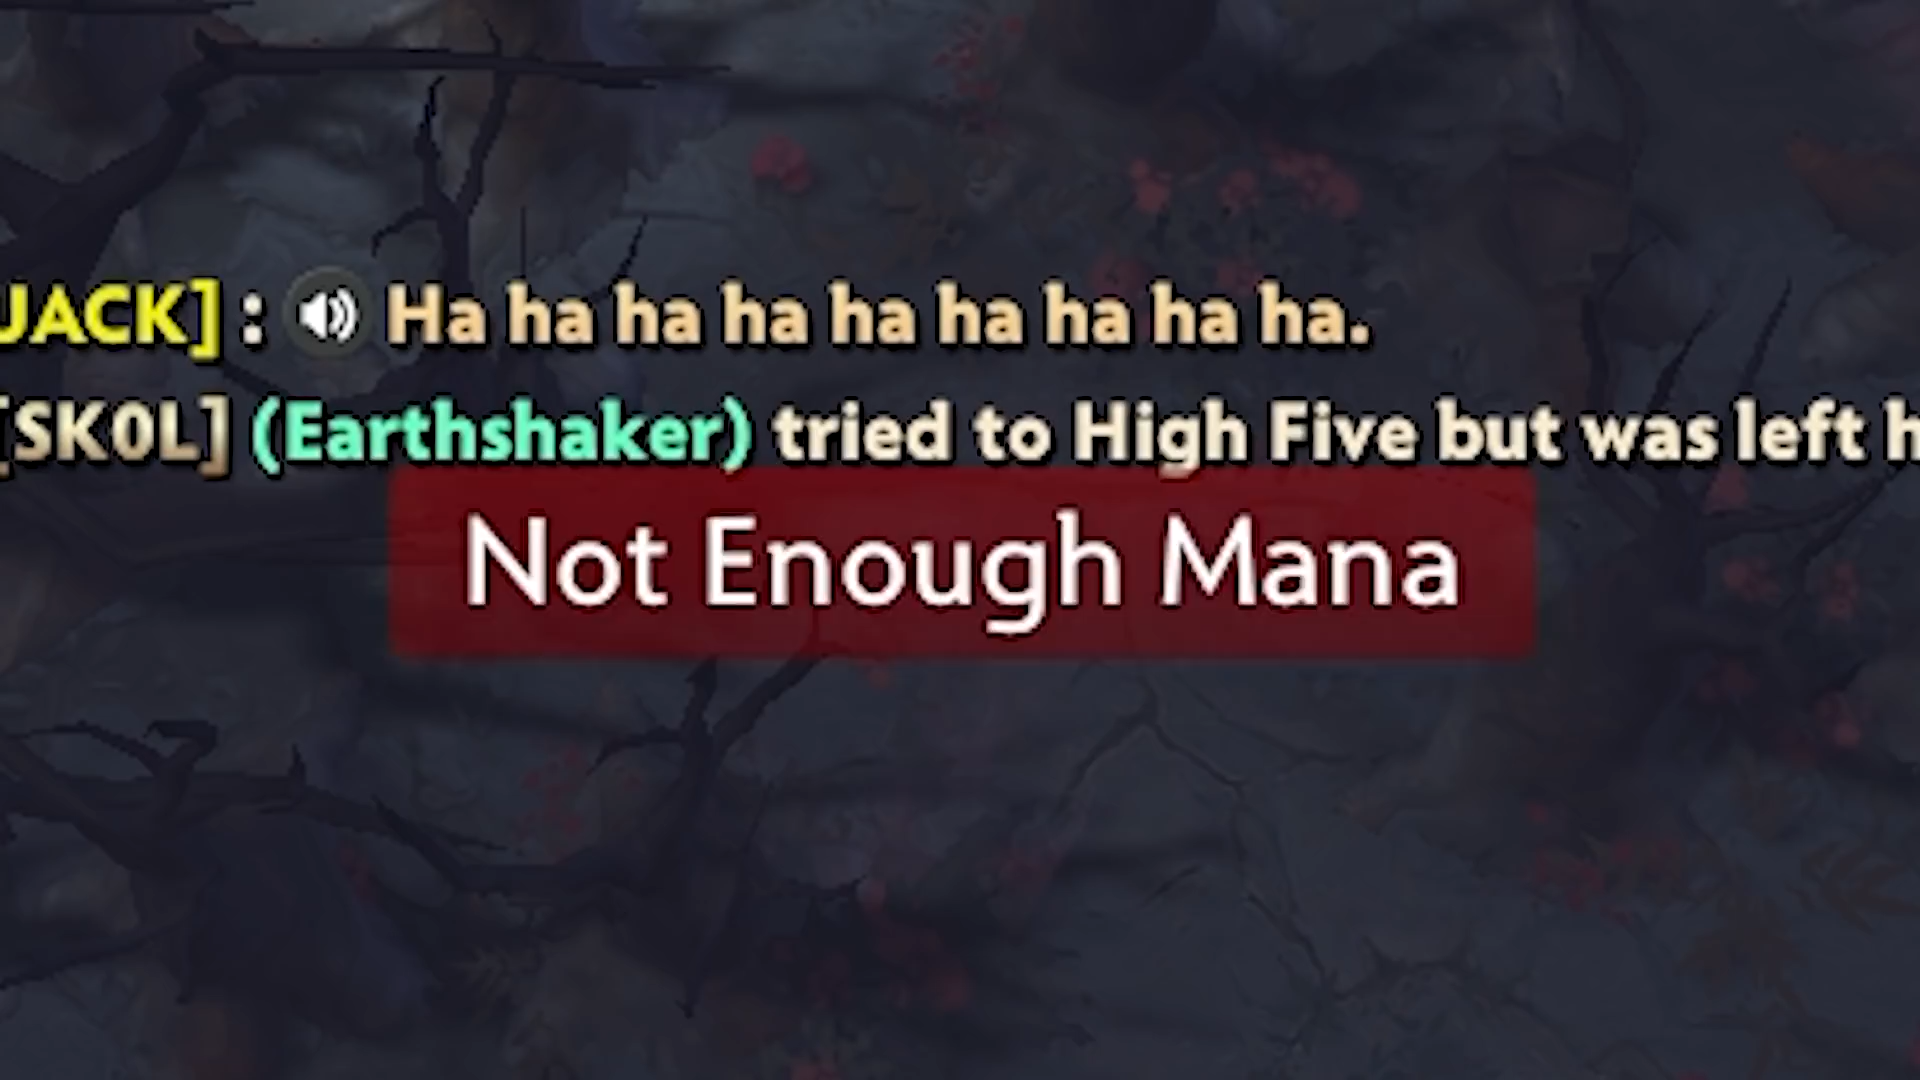 JACK] : Ha ha ha ha ha ha ha ha ha.
[SK0L] (Earthshaker) tried to High Five but was left
Not Enough Mana